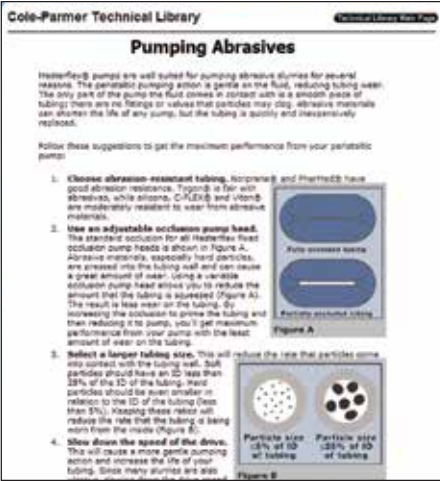 Cole-Parmer Technical Library
Technical Library Main Page
Pumping Abrasives
Masterflex® pumps are well suited for pumping abrasive slurries for several
reasons. The peristaltic pumping action is gentle on the fluid, reducing tubing wear.
The only part of the pump the fluid comes in contact with is a smooth piece of
tubing; there are no fittings or valves that particles may clog. Abrasive materials
can shorten the life of any pump, but the tubing is quickly and inexpensively
replaced.
Follow these suggestions to get the maximum performance from your peristaltic
pump:
1. Choose abrasion-resistant tubing. Norprene® and PharMed® have
good abrasion resistance. Tygon® is fair with
abrasives, while silicone, C-FLEX® and Viton®
are moderately resistent to wear from abrasive
materials.
2. Use an adjustable occlusion pump head.
The standard occlusion for all Masterflex fixed
occlusion pump heads is shown in Figure A.
Abrasive materials, especially hard particles,
are pressed into the tubing wall and can cause
a great amount of wear. Using a variable
occlusion pump head allows you to reduce the
amount that the tubing is squeezed (Figure A).
The result is less wear on the tubing. By
increasing the occlusion to prime the tubing and
then reducing it to pump, you'll get maximum
performance from your pump with the least
amount of wear on the tubing.
Fully occluded tubing
Partially occluded tubing
Figure A
3. Select a larger tubing size. This will reduce the rate that particles come
into contact with the tubing wall. Soft
particles should have an ID less than
25% of the ID of the tubing. Hard
particles should be even smaller in
relation to the ID of the tubing (less
than 5%). Keeping these ratios will
reduce the rate that the tubing is being
worn from the inside (Figure B).
4. Slow down the speed of the drive.
This will cause a more gentle pumping
action and increase the life of your
tubing. Since many slurries are also
Particle size
≤5% of ID
of tubing
Particle size
≤25% of ID
of tubing
Figure B